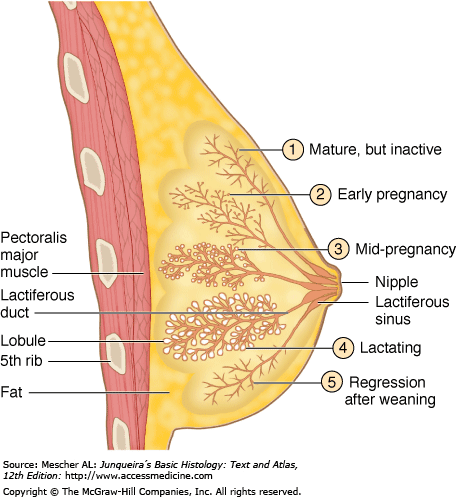 1 Mature, but inactive
2 Early pregnancy
3 Mid-pregnancy
Pectoralis
major
muscle
Nipple
Lactiferous
duct
Lactiferous
sinus
Lobule
4 Lactating
5th rib
5 Regression
after weaning
Fat
Source: Mescher AL: Junqueira´s Basic Histology: Text and Atlas,
12th Edition: http://www.accessmedicine.com
Copyright © The McGraw-Hill Companies, Inc. All rights reserved.